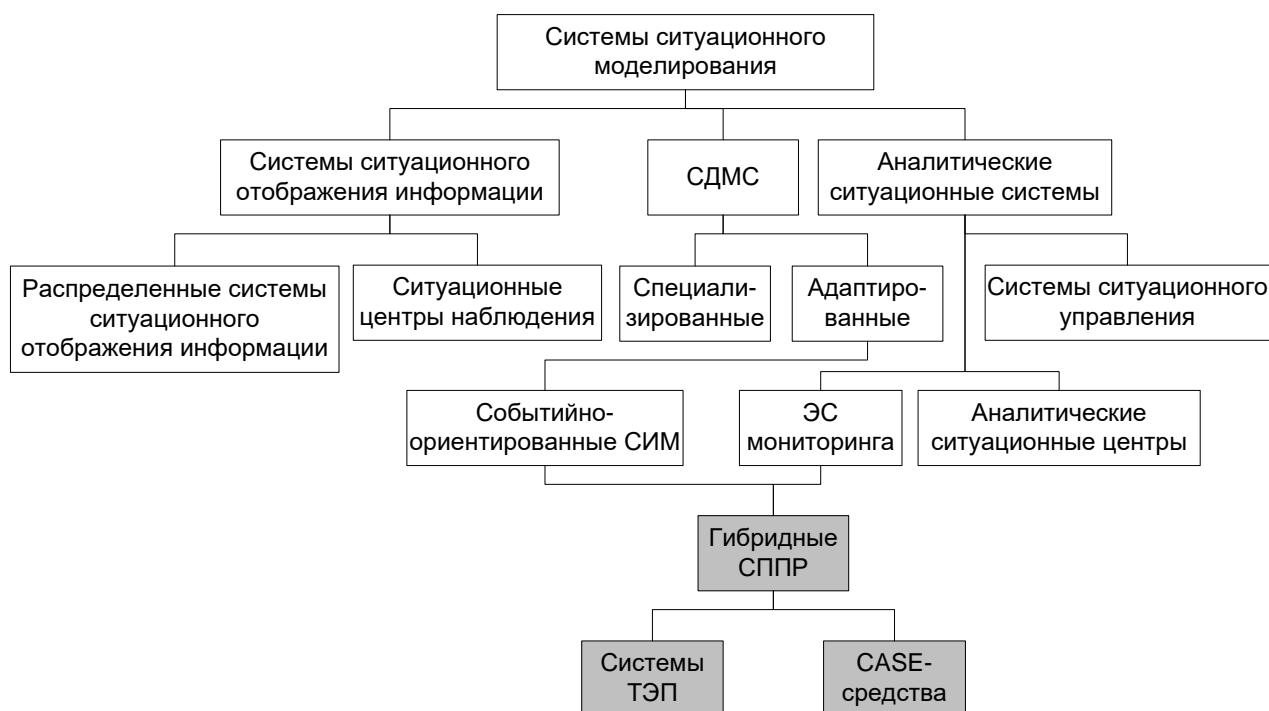 Системы ситуационного
моделирования
Системы ситуационного
отображения информации
СДМС
Аналитические
ситуационные системы
Распределенные системы
ситуационного
отображения информации
Ситуационные
центры наблюдения
Специали-
зированные
Адаптиро-
ванные
Системы ситуационного
управления
Событийно-
ориентированные СИМ
ЭС
мониторинга
Аналитические
ситуационные центры
Гибридные
СППР
Системы
ТЭП
CASE-
средства